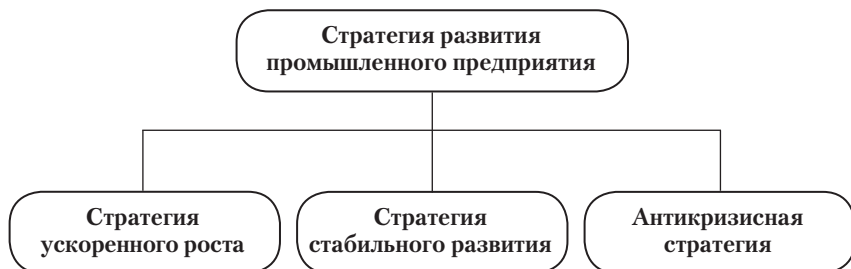 Стратегия развития
промышленного предприятия
Стратегия
ускоренного роста
Стратегия
стабильного развития
Антикризисная
стратегия